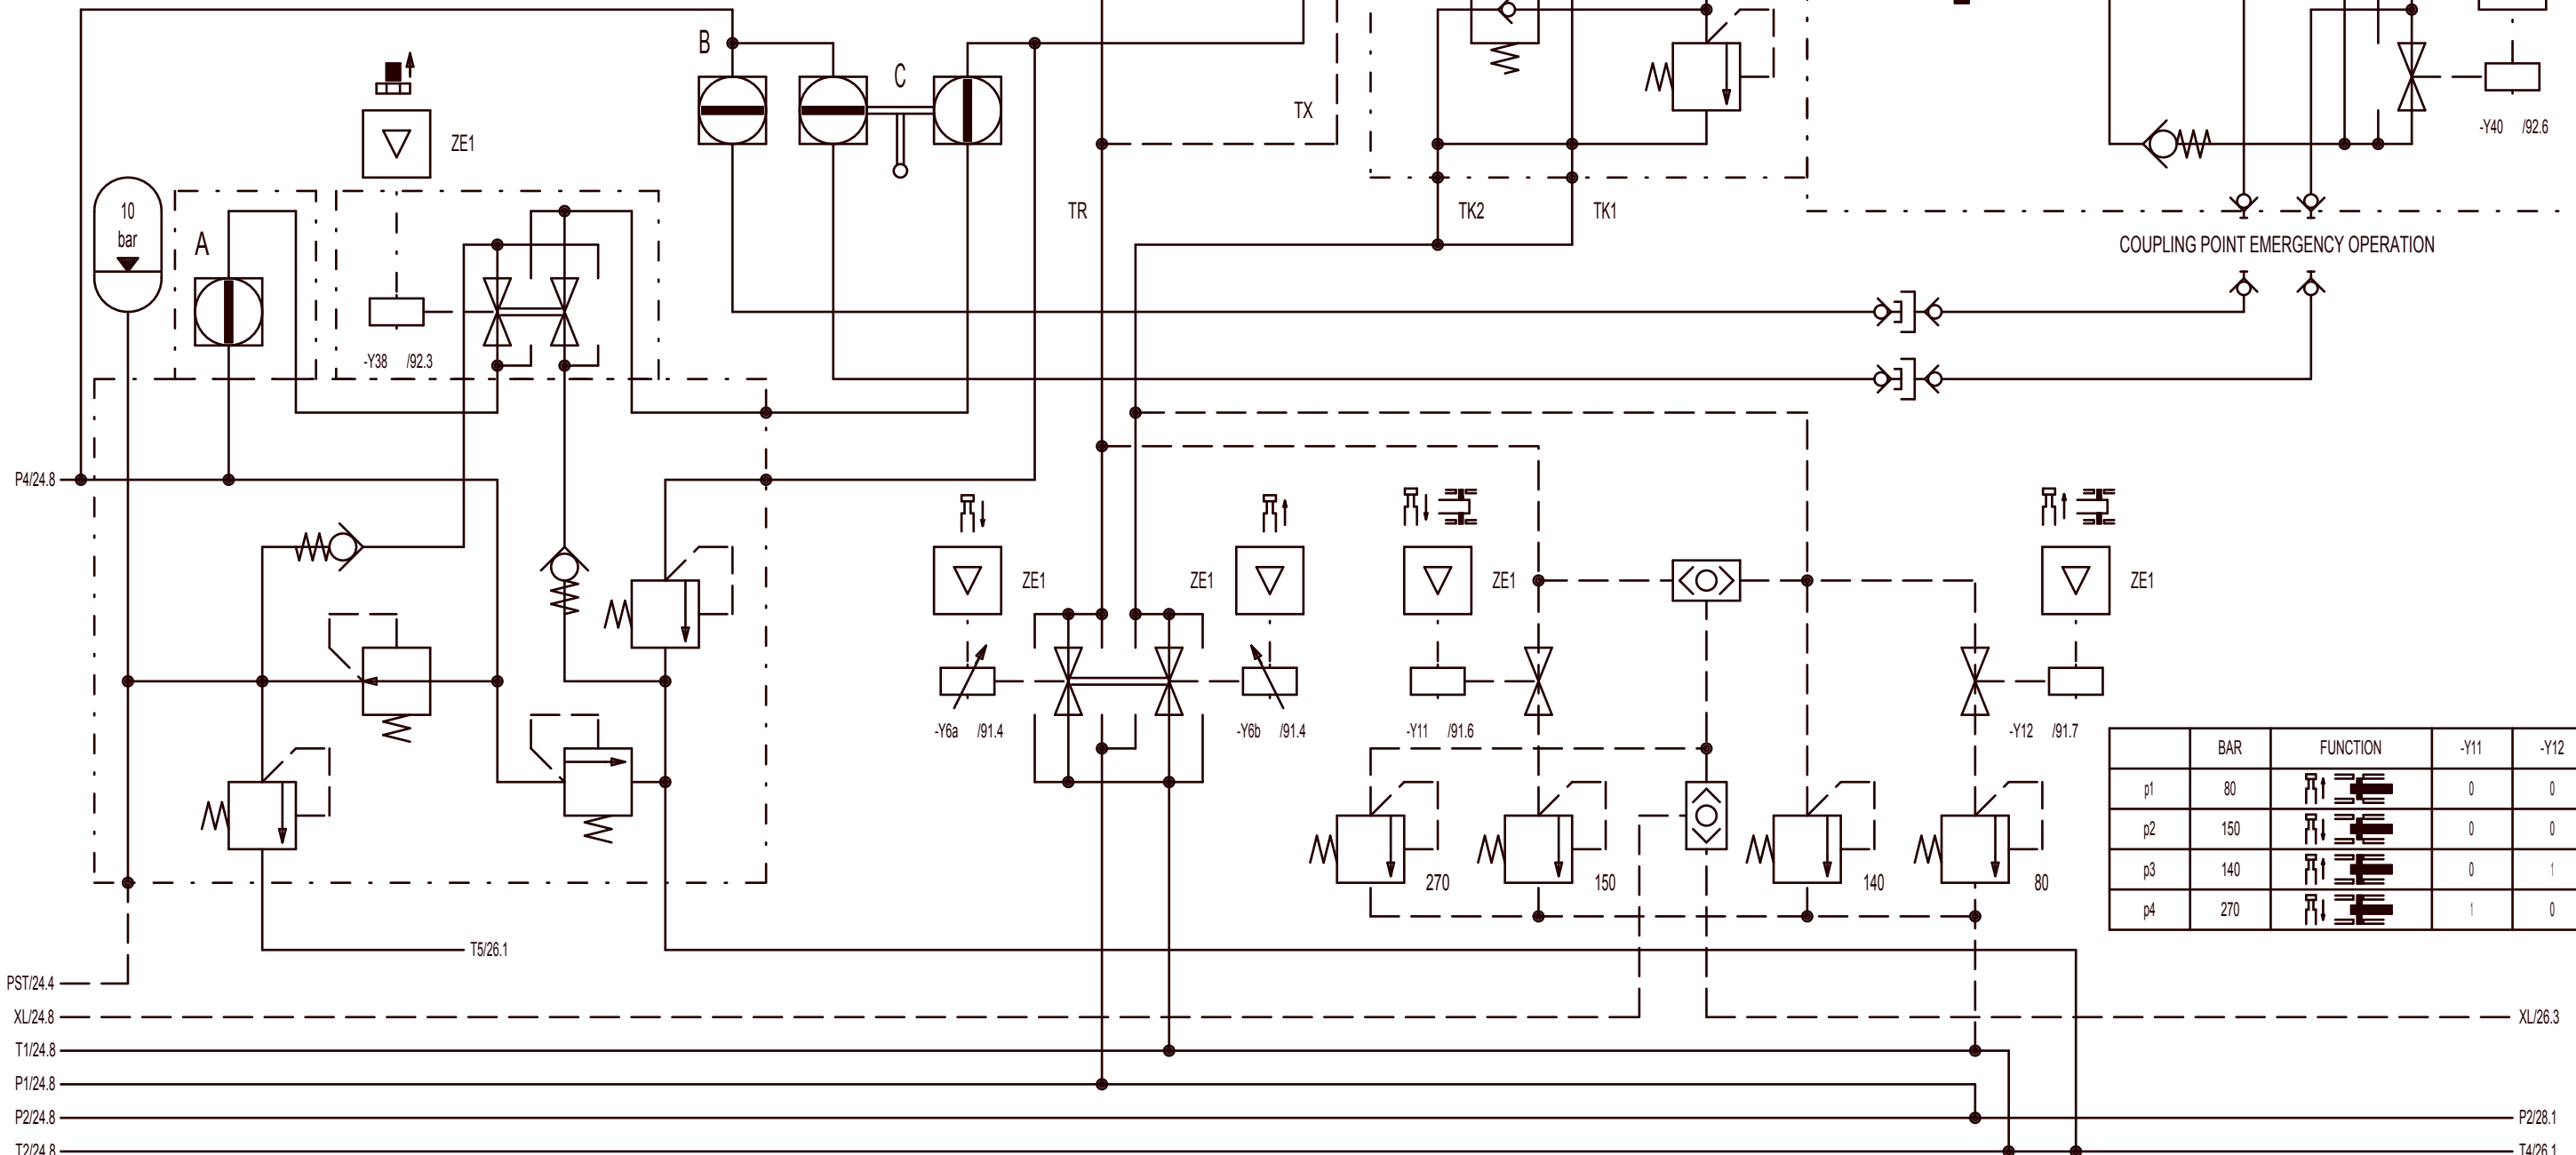 B
C
TX
-Y40 /92.6
ZE1
10
bar
A
TR
TK2
TK1
COUPLING POINT EMERGENCY OPERATION
-Y38 /92.3
P4/24.8
ZE1
ZE1
ZE1
ZE1
-Y6a /91.4
-Y6b /91.4
-Y11 /91.6
-Y12 /91.7
BAR FUNCTION -Y11 -Y12
p1 80 0 0
p2 150 0 0
p3 140 0 1
p4 270 1 0
270
150
140
80
T5/26.1
PST/24.4
XL/24.8
XL/26.3
T1/24.8
P1/24.8
P2/24.8
P2/28.1
T2/24.8
T4/26.1